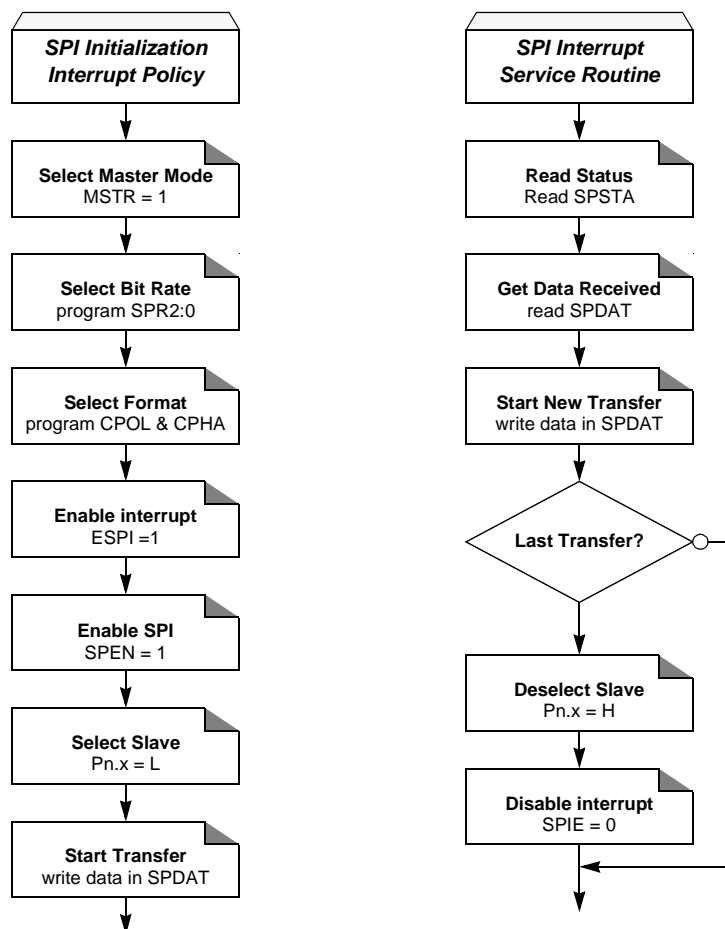 SPI Initialization
Interrupt Policy
Select Master Mode
MSTR = 1
Select Bit Rate
program SPR2:0
Select Format
program CPOL & CPHA
Enable interrupt
ESPI =1
Enable SPI
SPEN = 1
Select Slave
Pn.x = L
Start Transfer
write data in SPDAT
SPI Interrupt
Service Routine
Read Status
Read SPSTA
Get Data Received
read SPDAT
Start New Transfer
write data in SPDAT
Last Transfer?
Deselect Slave
Pn.x = H
Disable interrupt
SPIE = 0